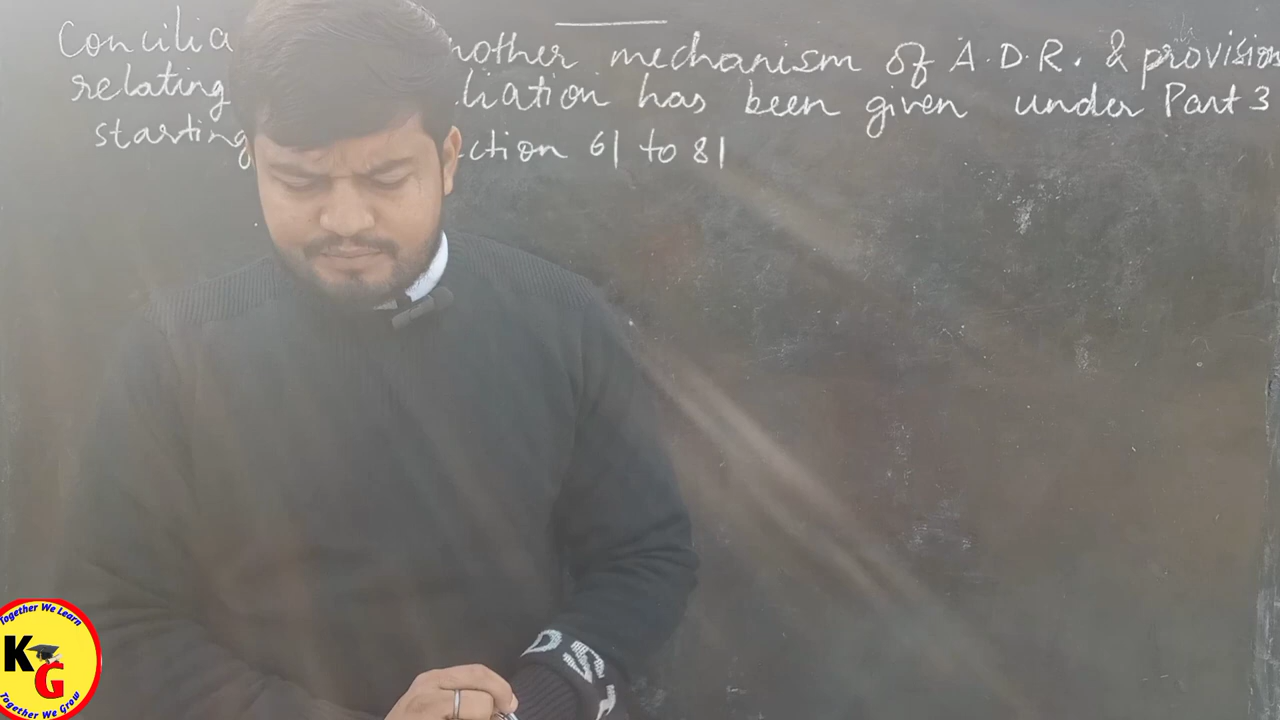 Concilia nother mechanism of A.D.R. & provision
relating liation has been given under Part 3
starting ction 61 to 81
DSI
Together We Learn
KG
Together We Grow